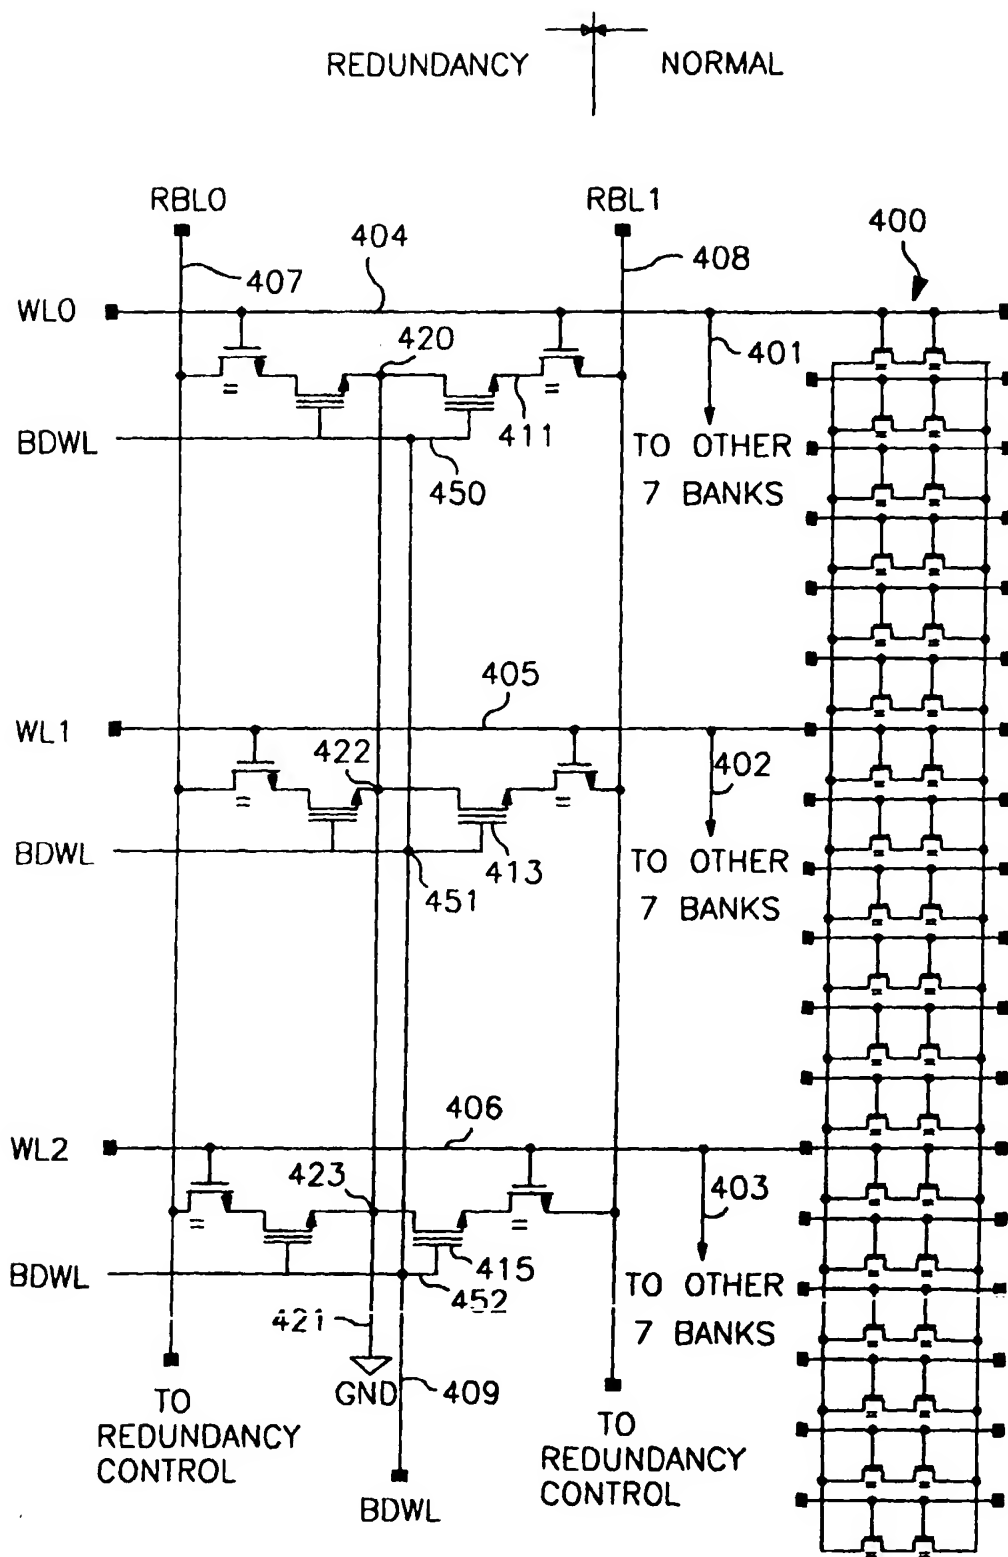 REDUNDANCY NORMAL
RBL0 RBL1
404 408 400
407
WL0
420 401
BDWL 411 TO OTHER
450 7 BANKS
405
WL1
422 402
BDWL 413 TO OTHER
451 7 BANKS
406
WL2
423 403
BDWL 415 TO OTHER
452
421 7 BANKS
GND 409
TO
REDUNDANCY
CONTROL
TO
REDUNDANCY
CONTROL
BDWL